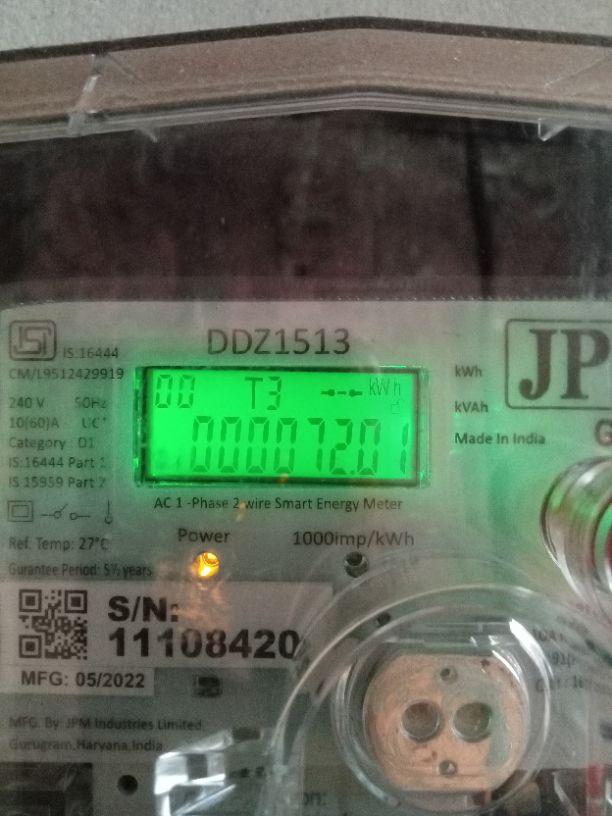 ISI
IS:16444
CM/L9512429919
DDZ1513
240 V 50Hz
10(60)A UC*
Category D1
IS:16444 Part 1
IS 15959 Part 2
00 T3 kWh
000072.01
kWh
kVAh
Made In India
JP
G
AC 1 -Phase 2 wire Smart Energy Meter
Ref. Temp: 27°C
Gurantee Period: 5½ years
Power
1000imp/kWh
S/N:
11108420
MFG: 05/2022
MFG. By: JPM Industries Limited.
Gurugram,Haryana,India